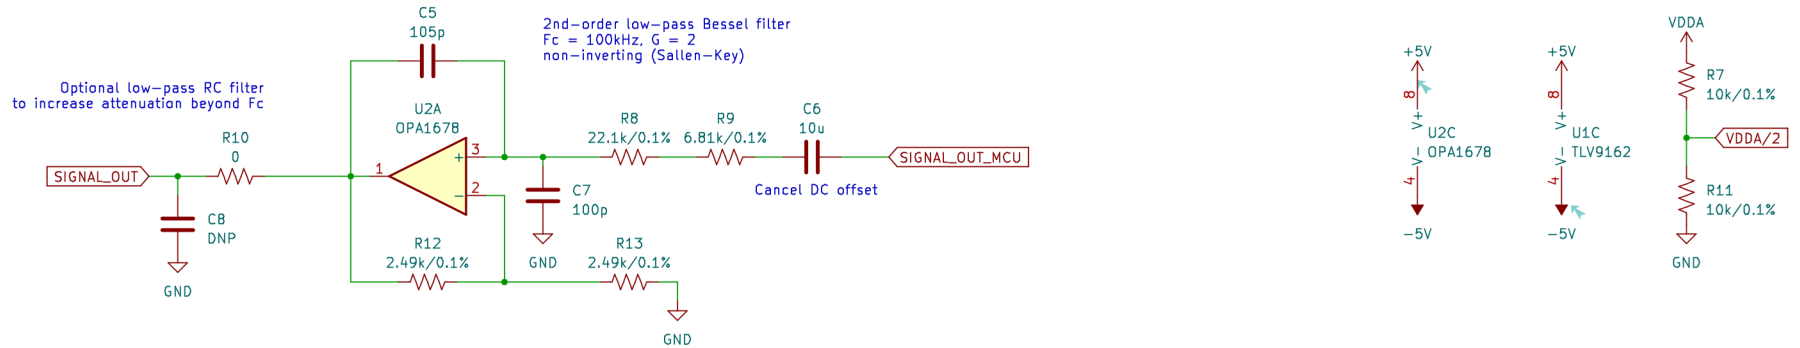 C5
105p
2nd-order low-pass Bessel filter
Fc = 100kHz, G = 2
non-inverting (Sallen-Key)
Optional low-pass RC filter
to increase attenuation beyond Fc
U2A
OPA1678
R10
0
SIGNAL_OUT
1
+ 3
- 2
R8
22.1k/0.1%
R9
6.81k/0.1%
C6
10u
SIGNAL_OUT_MCU
Cancel DC offset
C7
100p
GND
C8
DNP
GND
R12
2.49k/0.1%
R13
2.49k/0.1%
GND
+5V
8
V+
U2C
OPA1678
V-
4
-5V
+5V
8
V+
U1C
TLV9162
V-
4
-5V
VDDA
R7
10k/0.1%
VDDA/2
R11
10k/0.1%
GND